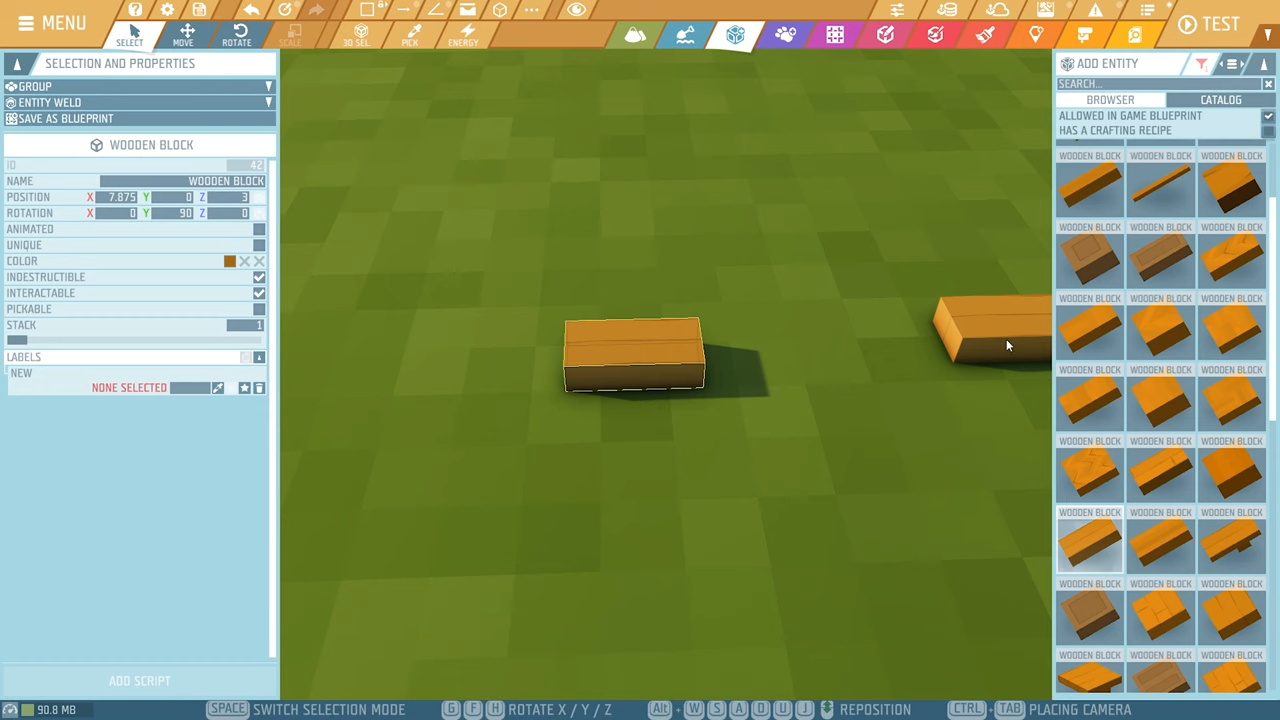 MENU
SELECT
MOVE
ROTATE
SCALE
3D SEL
PICK
ENERGY
TEST
SELECTION AND PROPERTIES
GROUP
ENTITY WELD
SAVE AS BLUEPRINT
WOODEN BLOCK
ID 42
NAME WOODEN BLOCK
POSITION X 7.875 Y 0 Z 3
ROTATION X 0 Y 90 Z 0
ANIMATED
UNIQUE
COLOR
INDESTRUCTIBLE
INTERACTABLE
PICKABLE
STACK 1
LABELS
NEW
NONE SELECTED
ADD SCRIPT
ADD ENTITY
SEARCH...
BROWSER CATALOG
ALLOWED IN GAME BLUEPRINT
HAS A CRAFTING RECIPE
WOODEN BLOCK WOODEN BLOCK WOODEN BLOCK
WOODEN BLOCK WOODEN BLOCK WOODEN BLOCK
WOODEN BLOCK WOODEN BLOCK WOODEN BLOCK
WOODEN BLOCK WOODEN BLOCK WOODEN BLOCK
WOODEN BLOCK WOODEN BLOCK WOODEN BLOCK
WOODEN BLOCK WOODEN BLOCK WOODEN BLOCK
WOODEN BLOCK WOODEN BLOCK WOODEN BLOCK
WOODEN BLOCK WOODEN BLOCK WOODEN BLOCK
90.8 MB
SPACE SWITCH SELECTION MODE G F H ROTATE X / Y / Z Alt + W S A D U J REPOSITION CTRL + TAB PLACING CAMERA